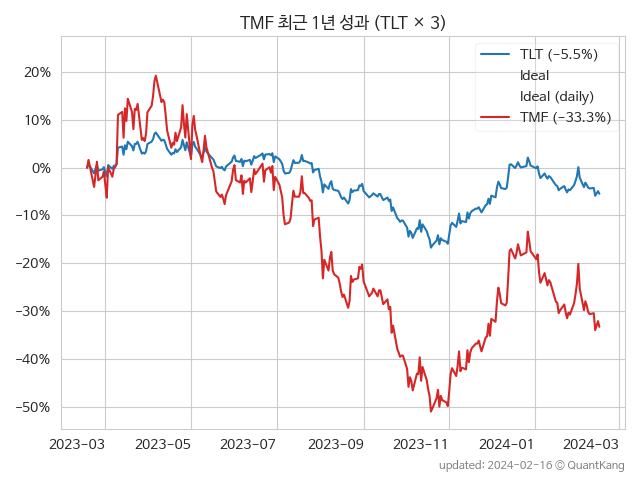 TMF 최근 1년 성과 (TLT × 3)
TLT (−5.5%)
Ideal
Ideal (daily)
TMF (−33.3%)
20%
10%
0%
−10%
−20%
−30%
−40%
−50%
2023-03 2023-05 2023-07 2023-09 2023-11 2024-01 2024-03
updated: 2024-02-16 © QuantKang